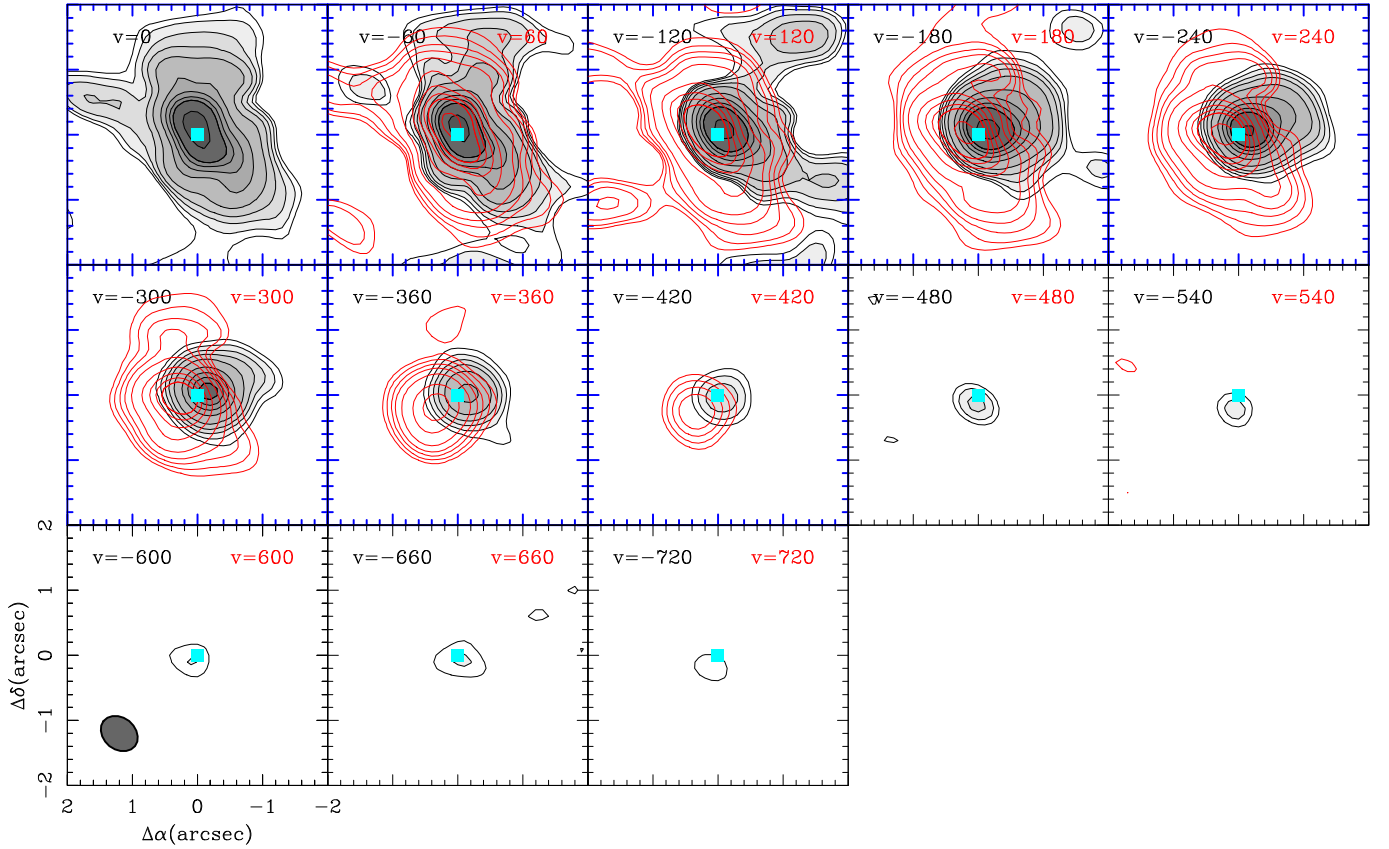 v=0 v=−60 v=60 v=−120 v=120 v=−180 v=180 v=−240 v=240
v=−300 v=300 v=−360 v=360 v=−420 v=420 v=−480 v=480 v=−540 v=540
2
v=−600 v=600 v=−660 v=660 v=−720 v=720
1
0
−1
−2
Δδ(arcsec)
2 1 0 −1 −2
Δα(arcsec)